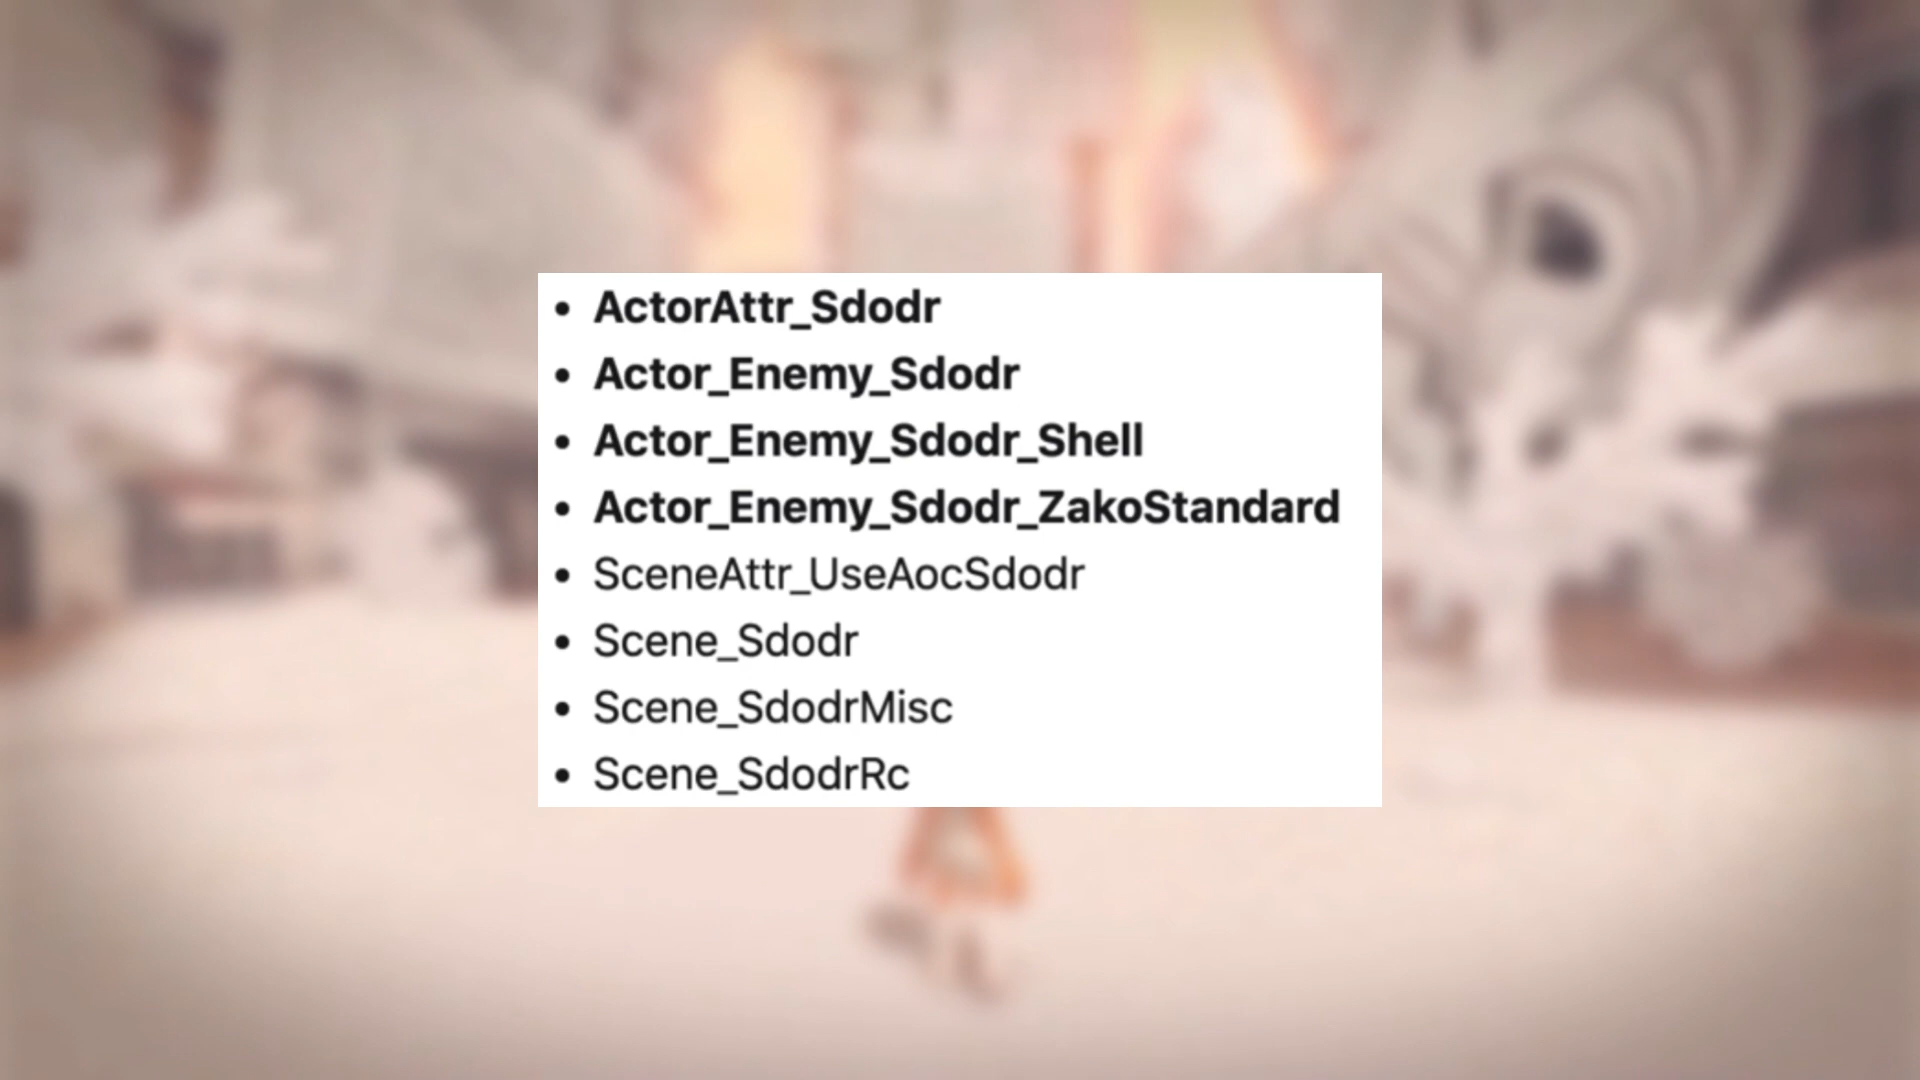 • ActorAttr_Sdodr
• Actor_Enemy_Sdodr
• Actor_Enemy_Sdodr_Shell
• Actor_Enemy_Sdodr_ZakoStandard
• SceneAttr_UseAocSdodr
• Scene_Sdodr
• Scene_SdodrMisc
• Scene_SdodrRc